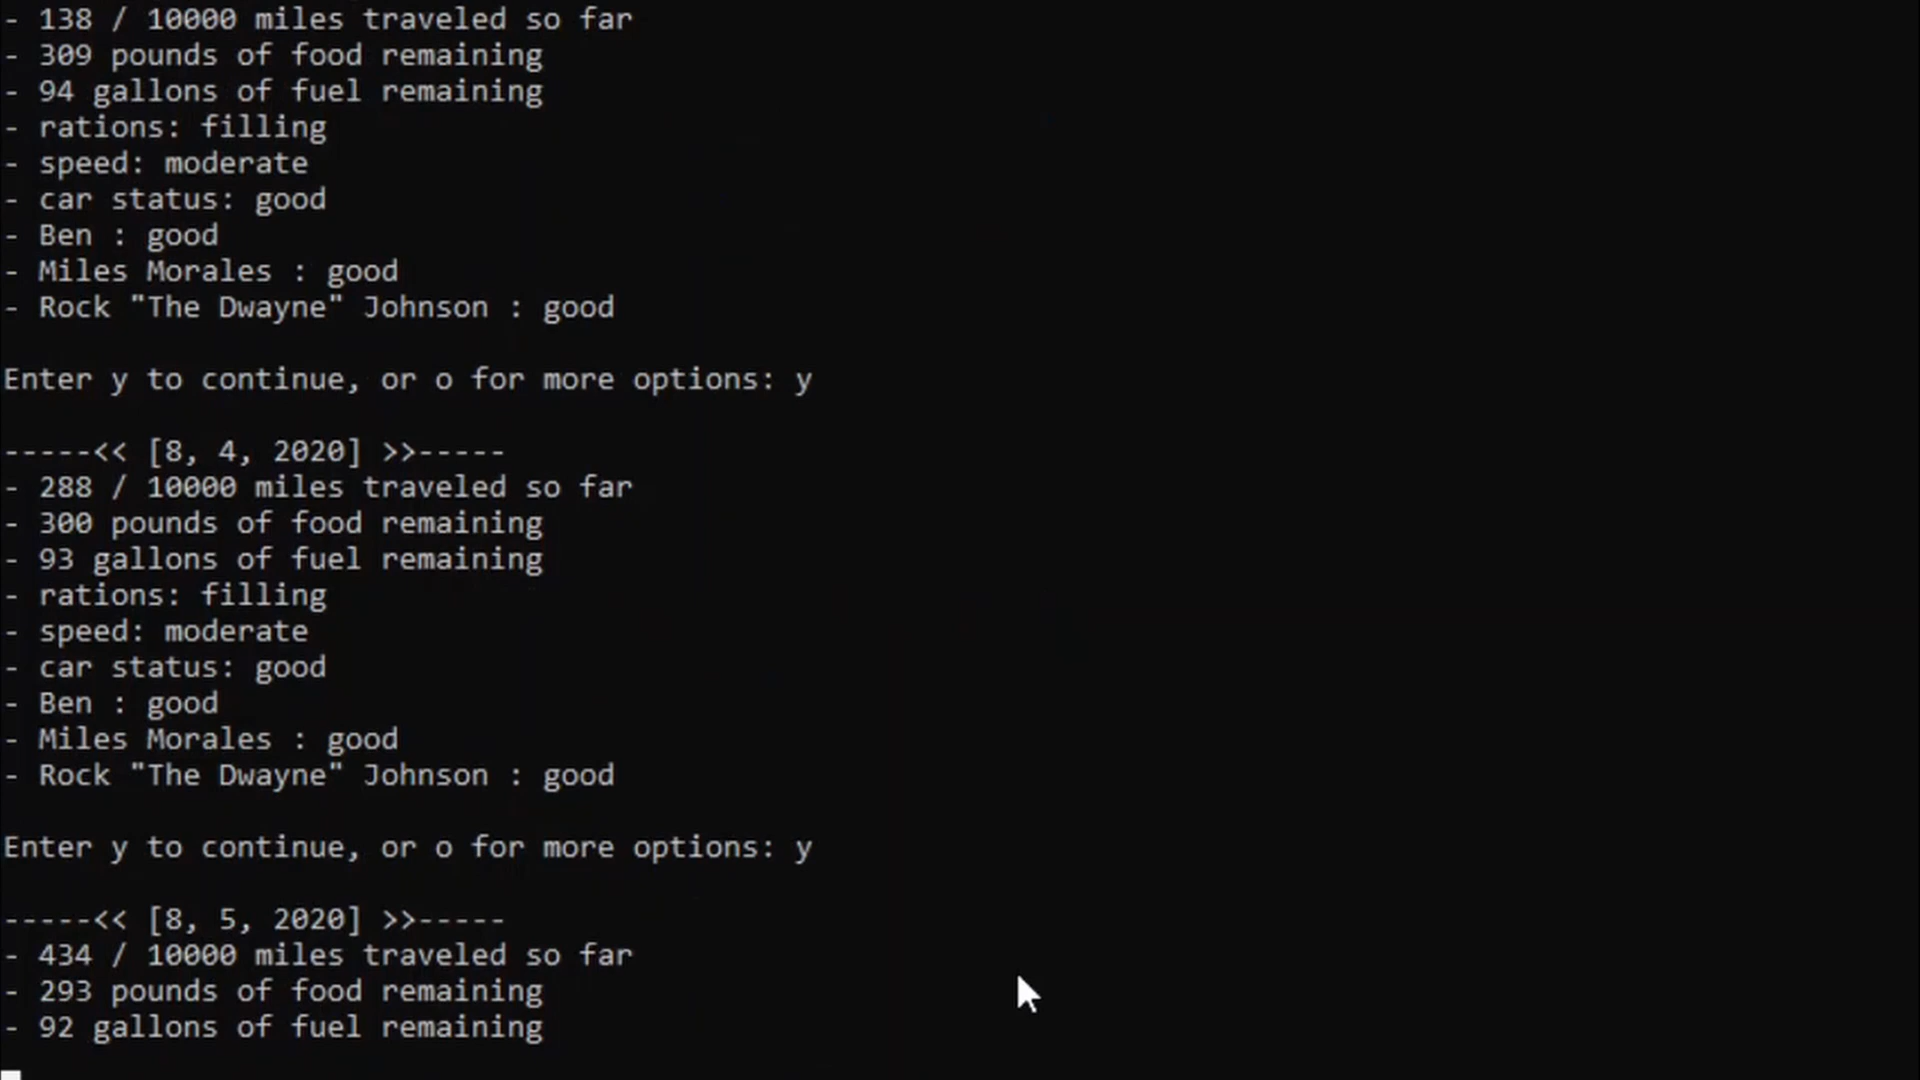 - 138 / 10000 miles traveled so far
- 309 pounds of food remaining
- 94 gallons of fuel remaining
- rations: filling
- speed: moderate
- car status: good
- Ben : good
- Miles Morales : good
- Rock "The Dwayne" Johnson : good
Enter y to continue, or o for more options: y
-----<< [8, 4, 2020] >>-----
- 288 / 10000 miles traveled so far
- 300 pounds of food remaining
- 93 gallons of fuel remaining
- rations: filling
- speed: moderate
- car status: good
- Ben : good
- Miles Morales : good
- Rock "The Dwayne" Johnson : good
Enter y to continue, or o for more options: y
-----<< [8, 5, 2020] >>-----
- 434 / 10000 miles traveled so far
- 293 pounds of food remaining
- 92 gallons of fuel remaining